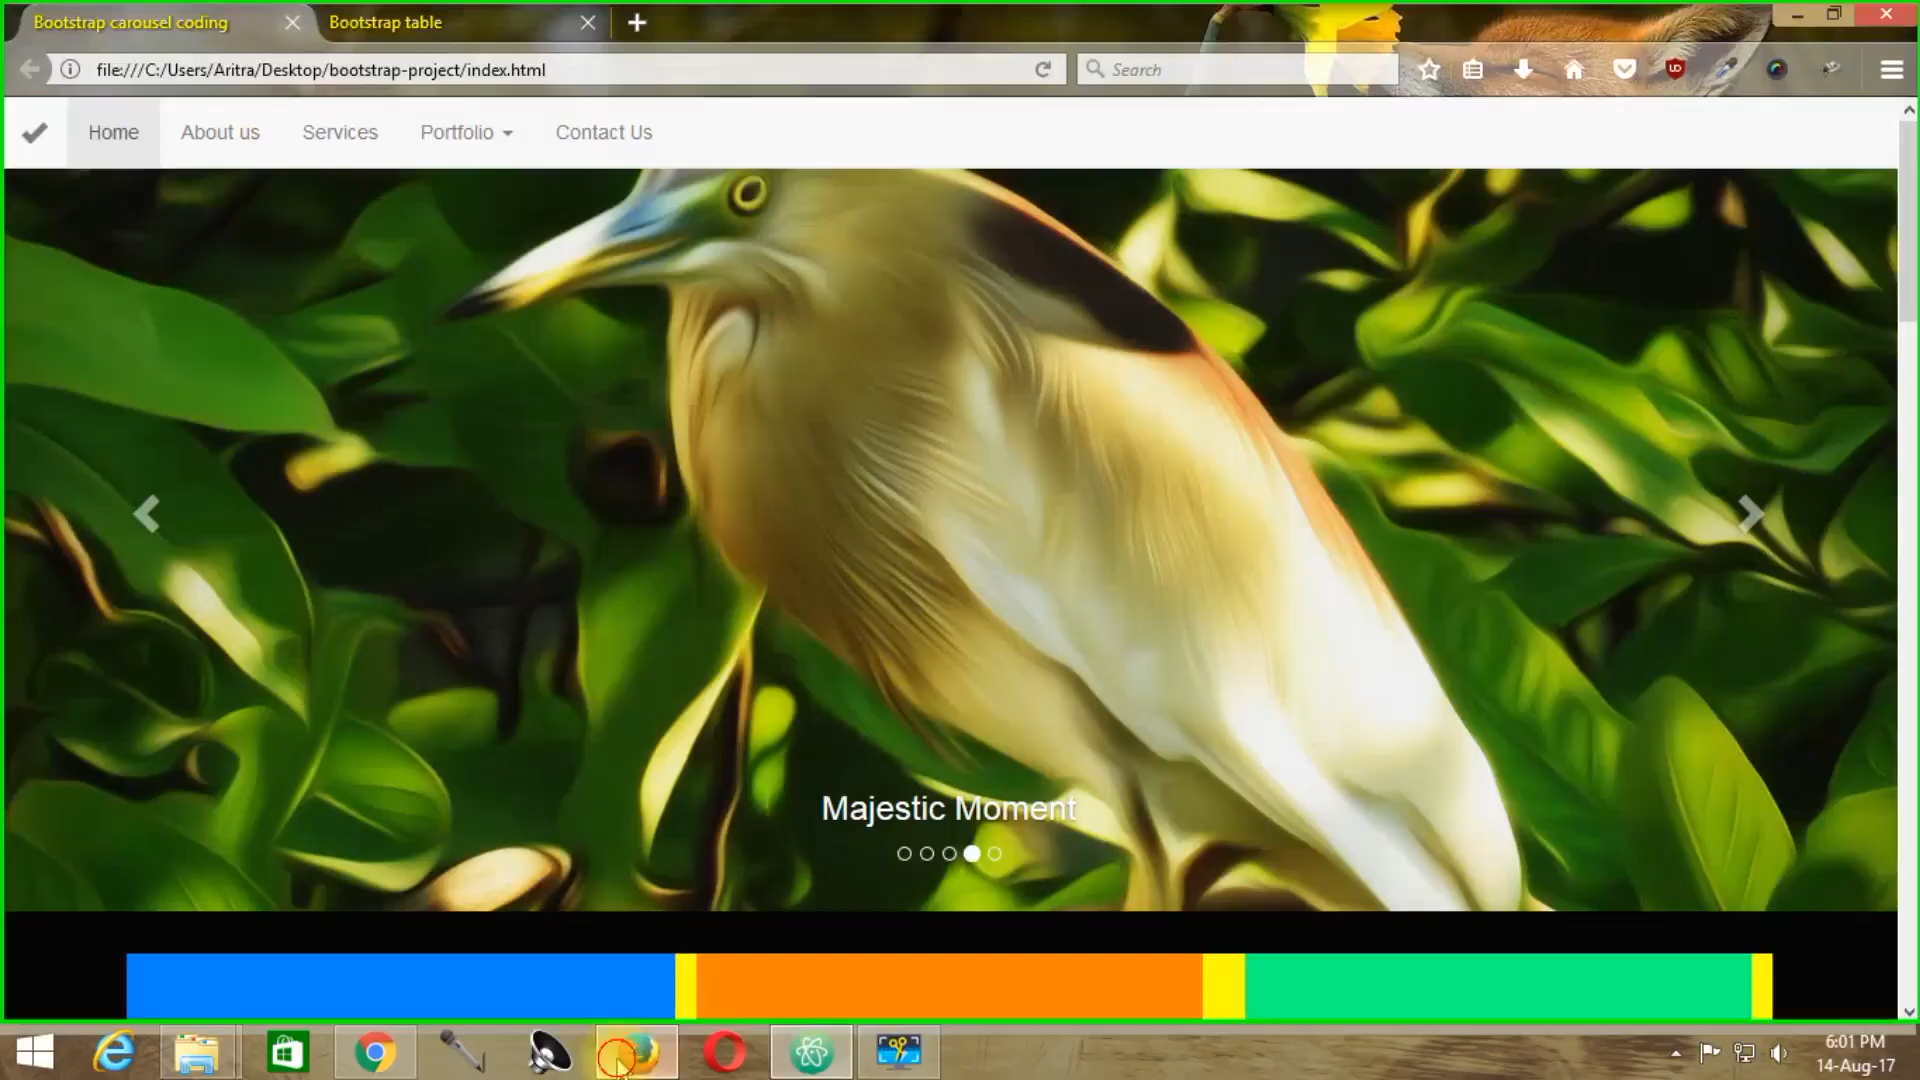 Bootstrap carousel coding
Bootstrap table
file:///C:/Users/Aritra/Desktop/bootstrap-project/index.html
Search
Home
About us
Services
Portfolio
Contact Us
Majestic Moment
6:01 PM
14-Aug-17